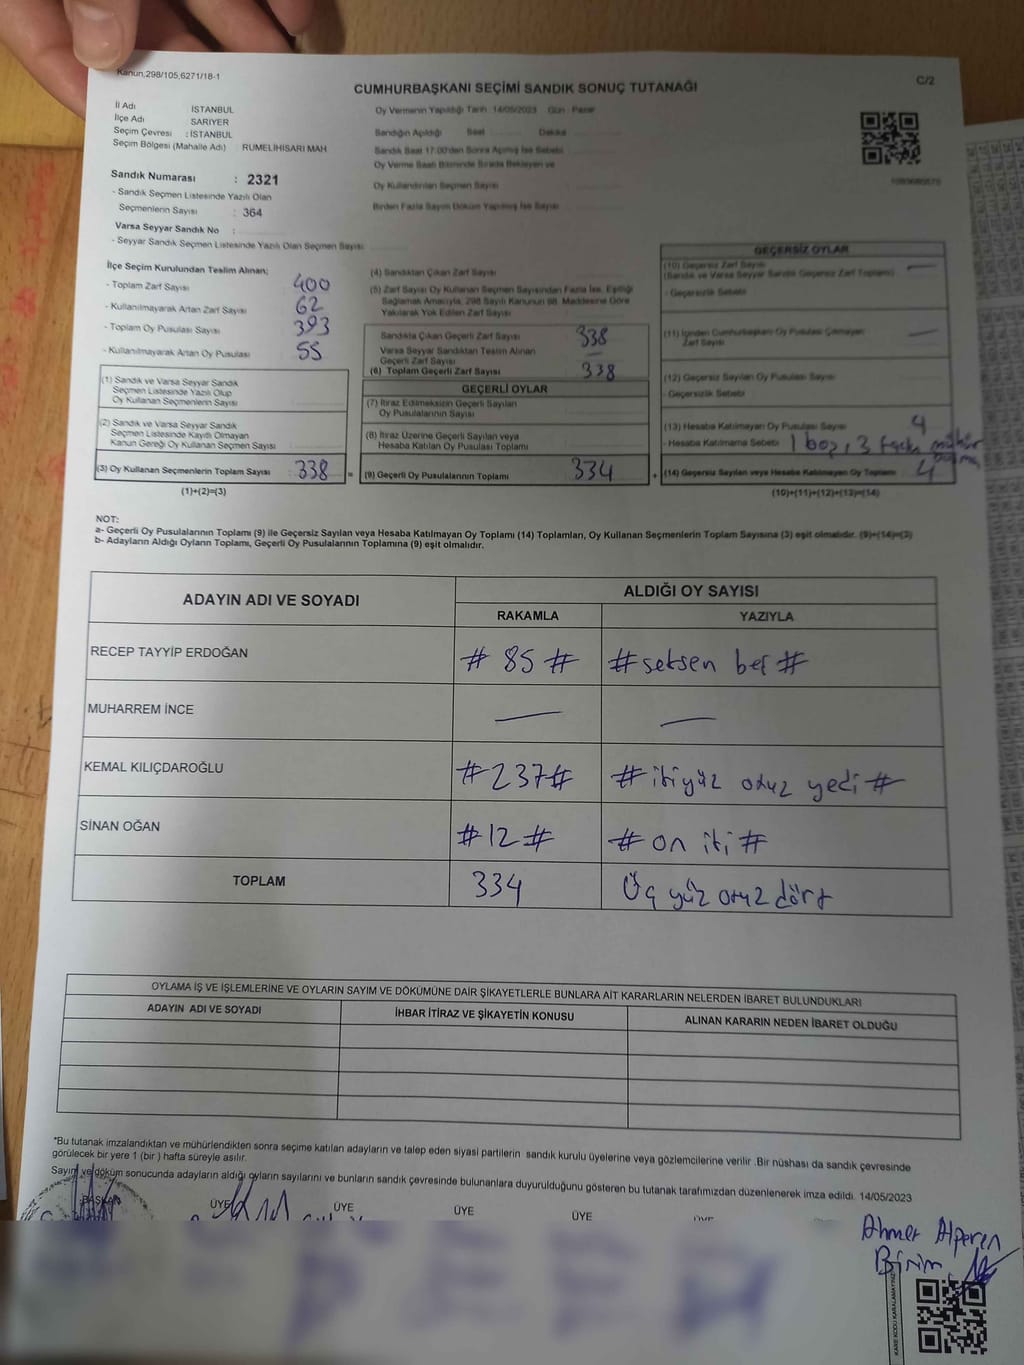 Kanun,298/105,6271/18-1
C/2
CUMHURBAŞKANI SEÇİMİ SANDIK SONUÇ TUTANAĞI
İl Adı İSTANBUL
İlçe Adı SARIYER
Seçim Çevresi : İSTANBUL
Seçim Bölgesi (Mahalle Adı) RUMELİHİSARI MAH
Oy Vermenin Yapıldığı Tarih 14/05/2023 Gün : Pazar
Sandığın Açıldığı Saat Dakika
Sandık Saat 17:00'den Sonra Açılmış İse Sebebi
Oy Verme Saati Bitiminde Sırada Bekleyen ve
Oy Kullandırılan Seçmen Sayısı
Birden Fazla Sayım Döküm Yapılmış İse Sayısı
Sandık Numarası : 2321
- Sandık Seçmen Listesinde Yazılı Olan
Seçmenlerin Sayısı : 364
Varsa Seyyar Sandık No :
- Seyyar Sandık Seçmen Listesinde Yazılı Olan Seçmen Sayısı
İlçe Seçim Kurulundan Teslim Alınan;
- Toplam Zarf Sayısı 400
- Kullanılmayarak Artan Zarf Sayısı 62
- Toplam Oy Pusulası Sayısı 393
- Kullanılmayarak Artan Oy Pusulası 55
(1) Sandık ve Varsa Seyyar Sandık
Seçmen Listesinde Yazılı Olup
Oy Kullanan Seçmenlerin Sayısı
(2) Sandık ve Varsa Seyyar Sandık
Seçmen Listesinde Kayıtlı Olmayan
Kanun Gereği Oy Kullanan Seçmen Sayısı
(3) Oy Kullanan Seçmenlerin Toplam Sayısı : 338 =
(1)+(2)=(3)
(4) Sandıktan Çıkan Zarf Sayısı
(5) Zarf Sayısı Oy Kullanan Seçmen Sayısından Fazla İse, Eşitliği
Sağlamak Amacıyla, 298 Sayılı Kanunun 98. Maddesine Göre
Yakılarak Yok Edilen Zarf Sayısı
Sandıkta Çıkan Geçerli Zarf Sayısı 338
Varsa Seyyar Sandıktan Teslim Alınan
Geçerli Zarf Sayısı —
(6) Toplam Geçerli Zarf Sayısı 338
GEÇERLİ OYLAR
(7) İtiraz Edilmeksizin Geçerli Sayılan
Oy Pusulalarının Sayısı
(8) İtiraz Üzerine Geçerli Sayılan veya
Hesaba Katılan Oy Pusulası Toplamı
(9) Geçerli Oy Pusulalarının Toplamı 334 +
GEÇERSİZ OYLAR
(10) Geçersiz Zarf Sayısı —
(Sandık ve Varsa Seyyar Sandık Geçersiz Zarf Toplamı)
- Geçersizlik Sebebi
(11) İçinden Cumhurbaşkanı Oy Pusulası Çıkmayan —
Zarf Sayısı
(12) Geçersiz Sayılan Oy Pusulası Sayısı
- Geçersizlik Sebebi
(13) Hesaba Katılmayan Oy Pusulası Sayısı 4
- Hesaba Katılmama Sebebi 1 boş, 3 mühür
(14) Geçersiz Sayılan veya Hesaba Katılmayan Oy Toplamı 4
(10)+(11)+(12)+(13)=(14)
NOT:
a- Geçerli Oy Pusulalarının Toplamı (9) ile Geçersiz Sayılan veya Hesaba Katılmayan Oy Toplamı (14) Toplamları, Oy Kullanan Seçmenlerin Toplam Sayısına (3) eşit olmalıdır. (9)+(14)=(3)
b- Adayların Aldığı Oyların Toplamı, Geçerli Oy Pusulalarının Toplamına (9) eşit olmalıdır.
ADAYIN ADI VE SOYADI
ALDIĞI OY SAYISI
RAKAMLA YAZIYLA
RECEP TAYYİP ERDOĞAN # 85 # # seksen beş #
MUHARREM İNCE — —
KEMAL KILIÇDAROĞLU # 237 # # ikiyüz otuz yedi #
SİNAN OĞAN # 12 # # on iki #
TOPLAM 334 Üç yüz otuz dört
OYLAMA İŞ VE İŞLEMLERİNE VE OYLARIN SAYIM VE DÖKÜMÜNE DAİR ŞİKAYETLERLE BUNLARA AİT KARARLARIN NELERDEN İBARET BULUNDUKLARI
ADAYIN ADI VE SOYADI İHBAR İTİRAZ VE ŞİKAYETİN KONUSU ALINAN KARARIN NEDEN İBARET OLDUĞU
*Bu tutanak imzalandıktan ve mühürlendikten sonra seçime katılan adayların ve talep eden siyasi partilerin sandık kurulu üyelerine veya gözlemcilerine verilir .Bir nüshası da sandık çevresinde
görülecek bir yere 1 (bir ) hafta süreyle asılır.
Sayım ve döküm sonucunda adayların aldığı oyların sayılarını ve bunların sandık çevresinde bulunanlara duyurulduğunu gösteren bu tutanak tarafımızdan düzenlenerek imza edildi. 14/05/2023
BAŞKAN ÜYE ÜYE ÜYE ÜYE ÜYE
Ahmet Alperen
Birim